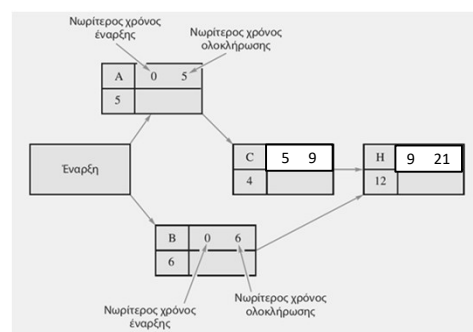 Νωρίτερος χρόνος
έναρξης
Νωρίτερος χρόνος
ολοκλήρωσης
A 0 5
5
Έναρξη
C 5 9
4
H 9 21
12
B 0 6
6
Νωρίτερος χρόνος
έναρξης
Νωρίτερος χρόνος
ολοκλήρωσης